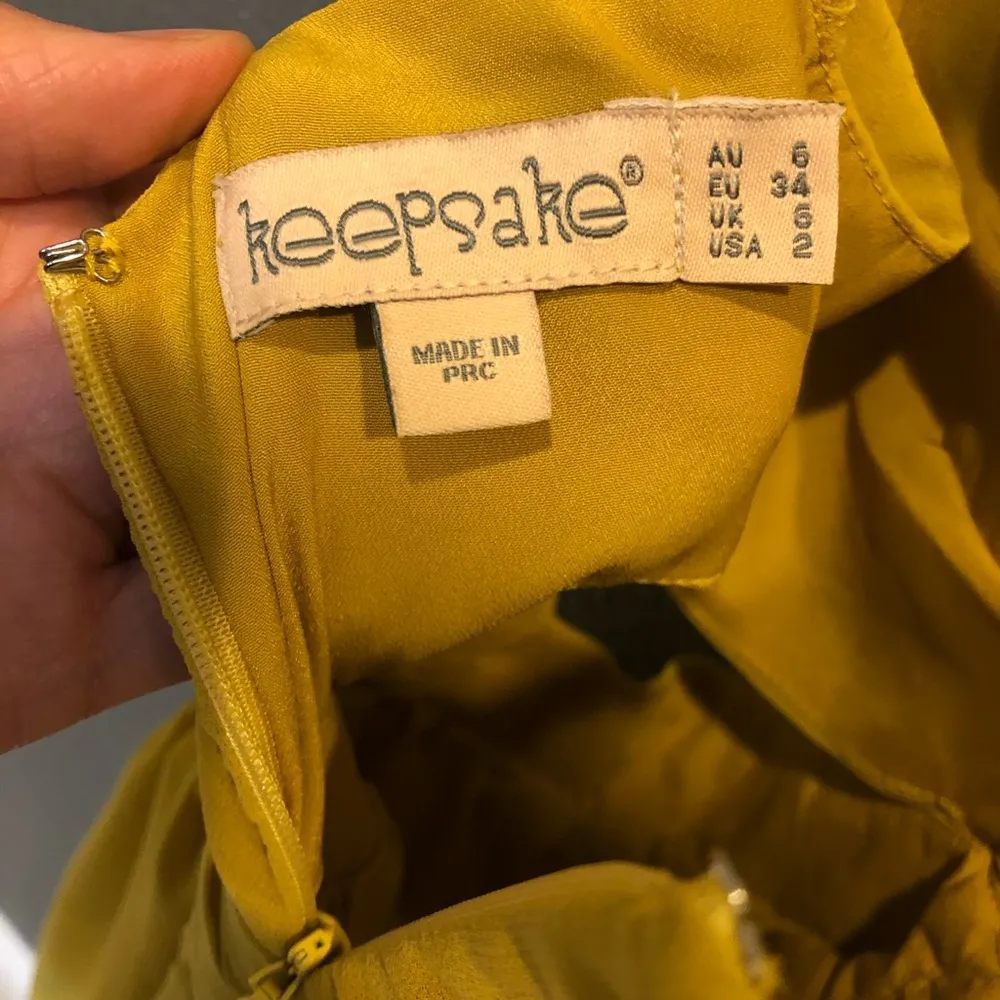 keepsake®
AU 6
EU 34
UK 6
USA 2
MADE IN
PRC